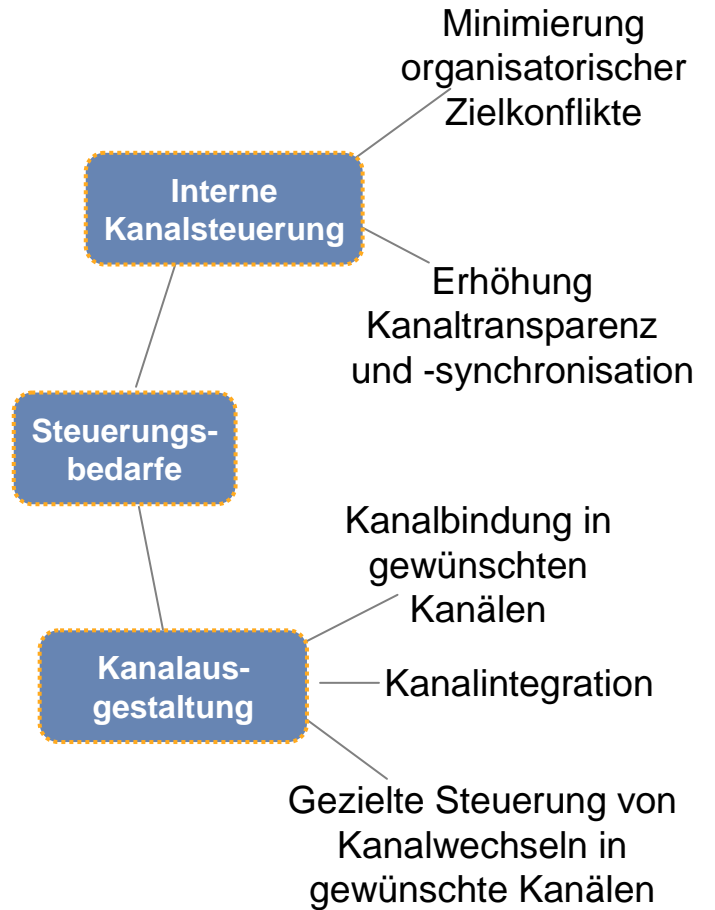 Minimierung
organisatorischer
Zielkonflikte
Interne
Kanalsteuerung
Erhöhung
Kanaltransparenz
und -synchronisation
Steuerungs-
bedarfe
Kanalbindung in
gewünschten
Kanälen
Kanalaus-
gestaltung
Kanalintegration
Gezielte Steuerung von
Kanalwechseln in
gewünschte Kanälen